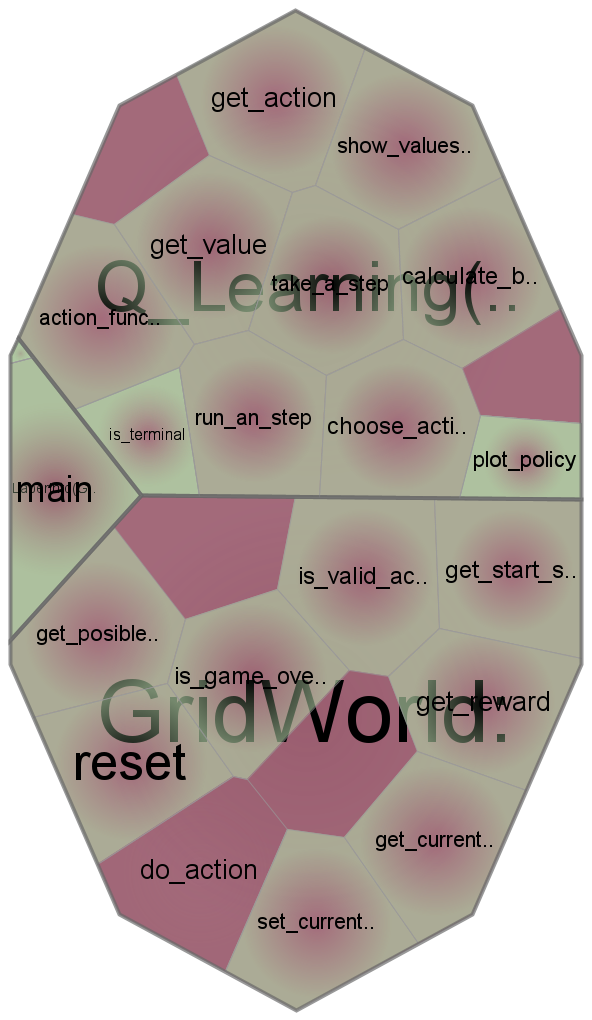 get_action
show_values..
get_value
Q_Learning(..
take_a_step
calculate_b..
action_func..
run_an_step
choose_acti..
is_terminal
plot_policy
main
is_valid_ac..
get_start_s..
get_posible..
is_game_ove..
GridWorld.
get_reward
reset
get_current..
do_action
set_current..